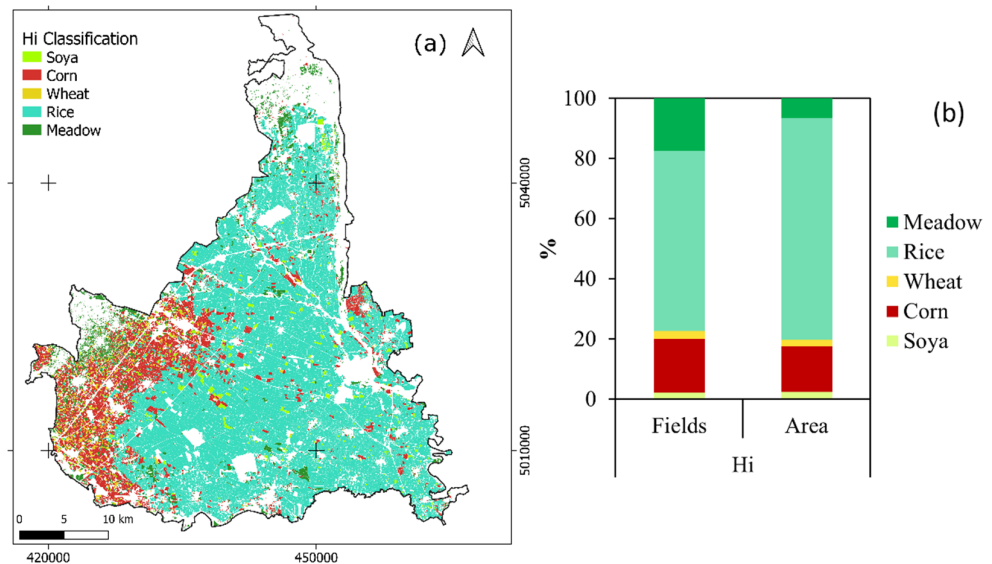 Hi Classification
Soya
Corn
Wheat
Rice
Meadow
(a)
5040000
5010000
0 5 10 km
420000
450000
(b)
100
80
60
40
20
0
%
Fields
Area
Hi
Meadow
Rice
Wheat
Corn
Soya